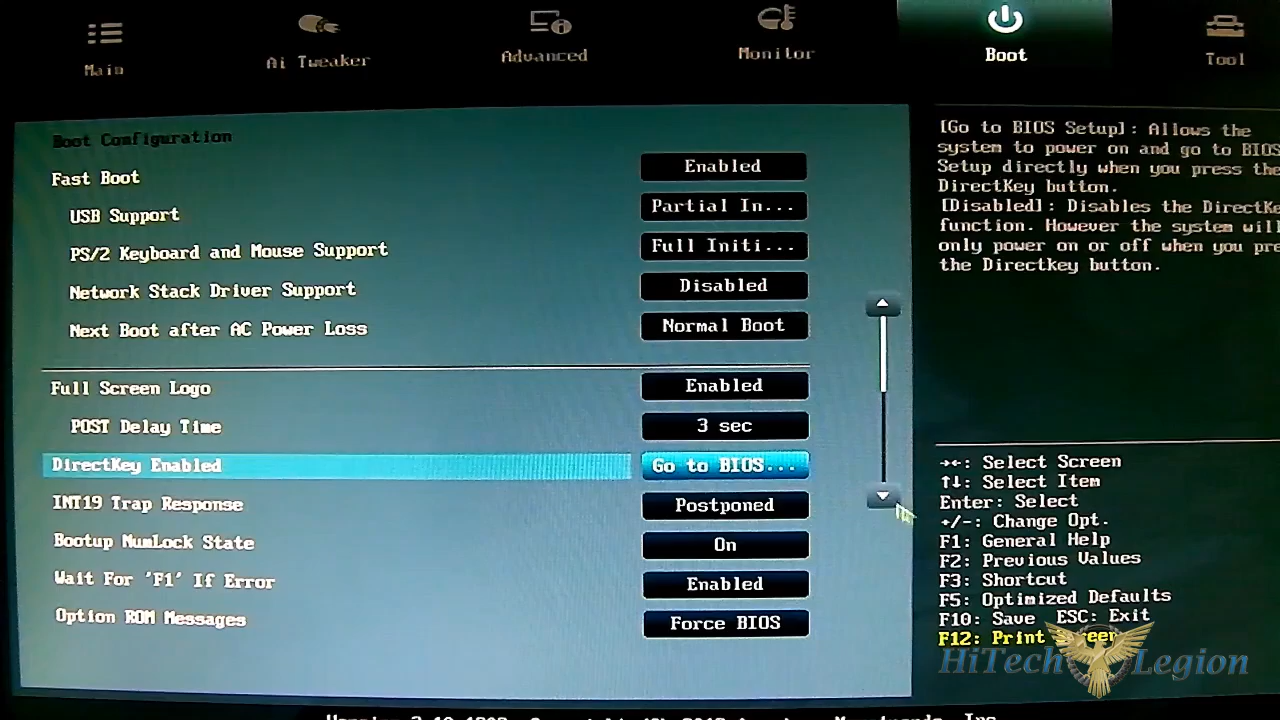 Main
Ai Tweaker
Advanced
Monitor
Boot
Tool
Boot Configuration
Fast Boot Enabled
USB Support Partial In...
PS/2 Keyboard and Mouse Support Full Initi...
Network Stack Driver Support Disabled
Next Boot after AC Power Loss Normal Boot
Full Screen Logo Enabled
POST Delay Time 3 sec
DirectKey Enabled Go to BIOS...
INT19 Trap Response Postponed
Bootup NumLock State On
Wait For 'F1' If Error Enabled
Option ROM Messages Force BIOS
[Go to BIOS Setup]: Allows the
system to power on and go to BIOS
Setup directly when you press the
DirectKey button.
[Disabled]: Disables the DirectKe
function. However the system will
only power on or off when you pre
the Directkey button.
→←: Select Screen
↑↓: Select Item
Enter: Select
+/-: Change Opt.
F1: General Help
F2: Previous Values
F3: Shortcut
F5: Optimized Defaults
F10: Save ESC: Exit
F12: Print Screen
HiTech Legion